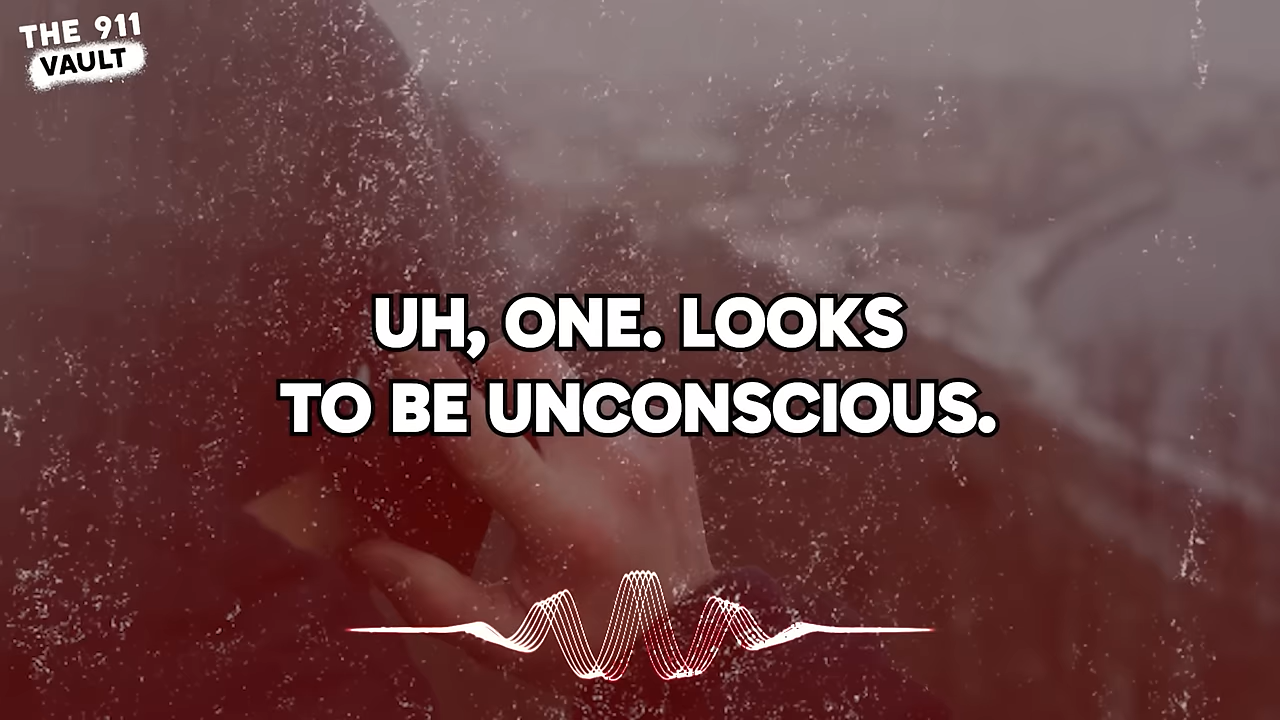 THE 911
VAULT
UH, ONE. LOOKS
TO BE UNCONSCIOUS.